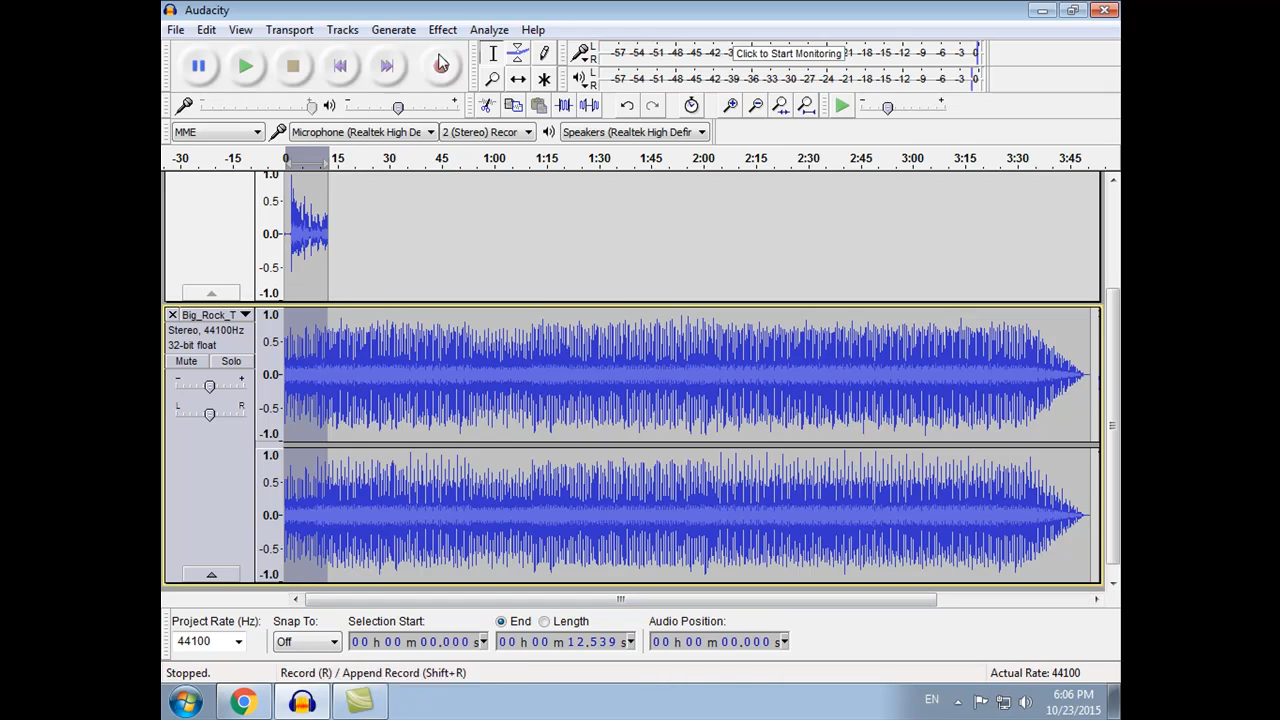 Audacity
File Edit View Transport Tracks Generate Effect Analyze Help
L
R
-57 -54 -51 -48 -45 -42 -3 Click to Start Monitoring -21 -18 -15 -12 -9 -6 -3 0
L
R
-57 -54 -51 -48 -45 -42 -39 -36 -33 -30 -27 -24 -21 -18 -15 -12 -9 -6 -3 0
- + - + - +
MME Microphone (Realtek High De 2 (Stereo) Recor Speakers (Realtek High Defir
-30 -15 0 15 30 45 1:00 1:15 1:30 1:45 2:00 2:15 2:30 2:45 3:00 3:15 3:30 3:45
1.0
0.5
0.0
-0.5
-1.0
Big_Rock_T
Stereo, 44100Hz
32-bit float
Mute Solo
- +
L R
1.0
0.5
0.0
-0.5
-1.0
1.0
0.5
0.0
-0.5
-1.0
Project Rate (Hz): Snap To: Selection Start: End Length Audio Position:
44100 Off 00 h 00 m 00.000 s 00 h 00 m 12.539 s 00 h 00 m 00.000 s
Stopped. Record (R) / Append Record (Shift+R) Actual Rate: 44100
EN 6:06 PM
10/23/2015